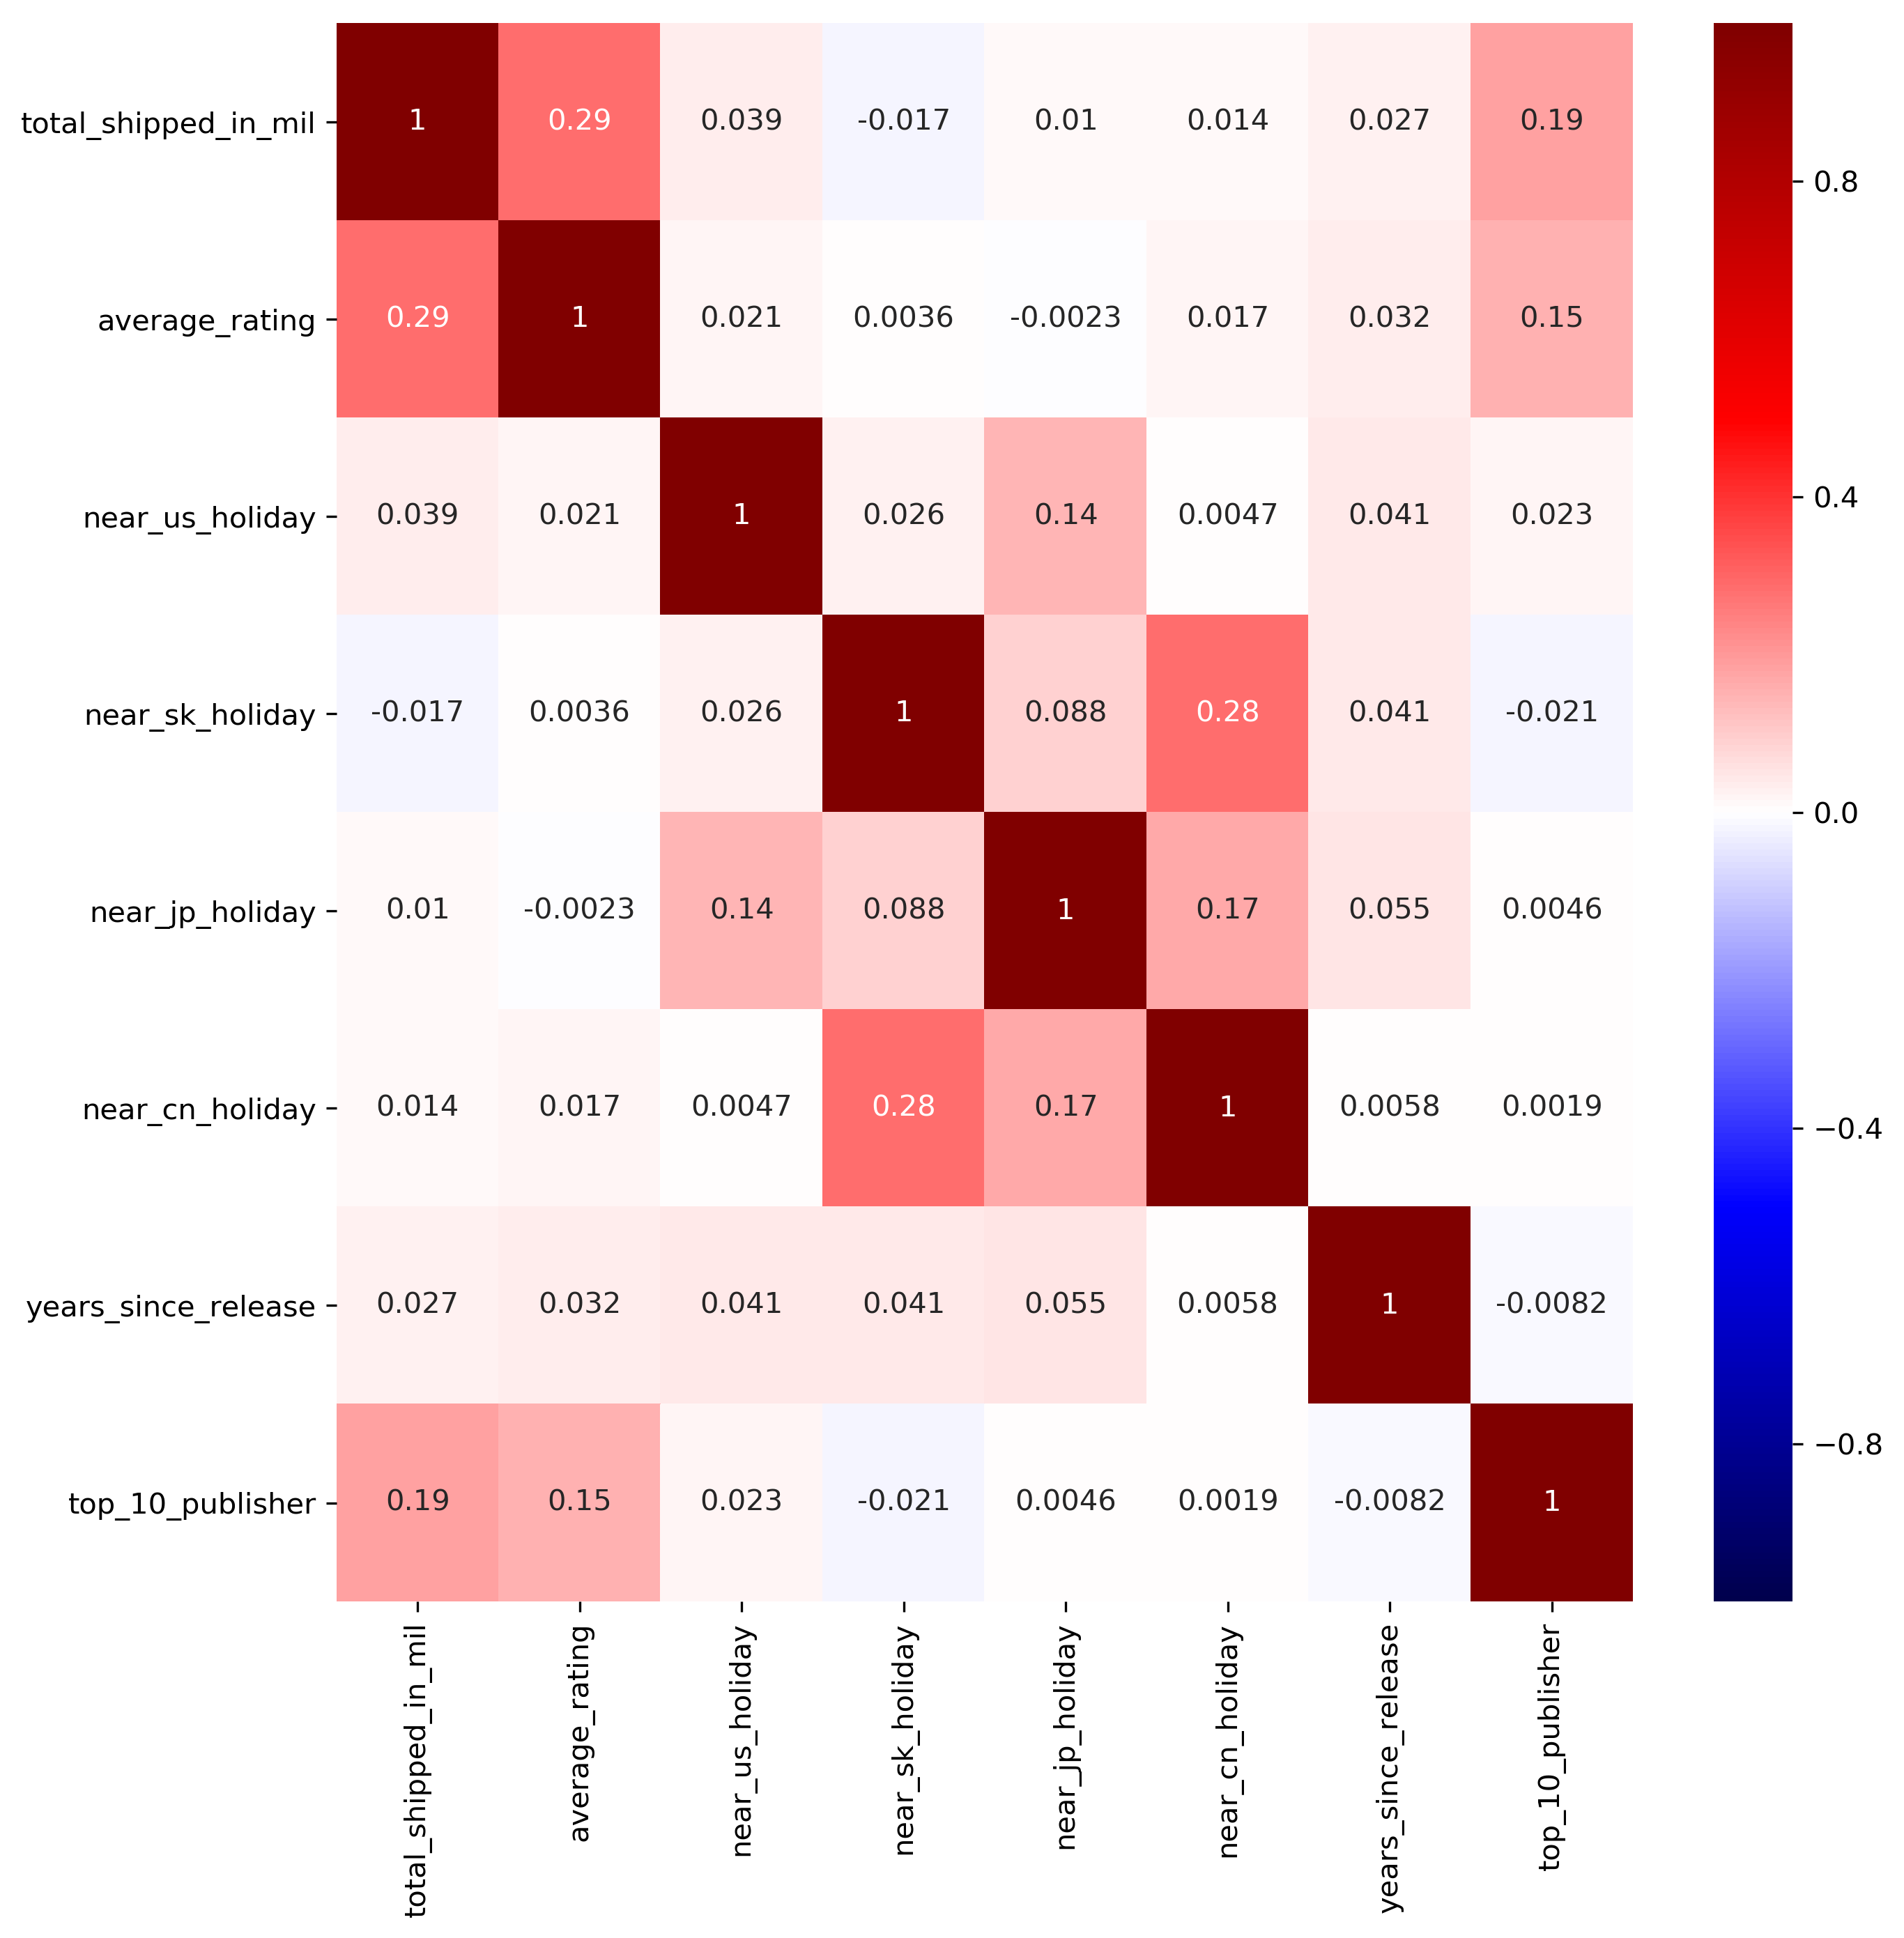 total_shipped_in_mil 1 0.29 0.039 -0.017 0.01 0.014 0.027 0.19
average_rating 0.29 1 0.021 0.0036 -0.0023 0.017 0.032 0.15
near_us_holiday 0.039 0.021 1 0.026 0.14 0.0047 0.041 0.023
near_sk_holiday -0.017 0.0036 0.026 1 0.088 0.28 0.041 -0.021
near_jp_holiday 0.01 -0.0023 0.14 0.088 1 0.17 0.055 0.0046
near_cn_holiday 0.014 0.017 0.0047 0.28 0.17 1 0.0058 0.0019
years_since_release 0.027 0.032 0.041 0.041 0.055 0.0058 1 -0.0082
top_10_publisher 0.19 0.15 0.023 -0.021 0.0046 0.0019 -0.0082 1
total_shipped_in_mil
average_rating
near_us_holiday
near_sk_holiday
near_jp_holiday
near_cn_holiday
years_since_release
top_10_publisher
0.8
0.4
0.0
−0.4
−0.8